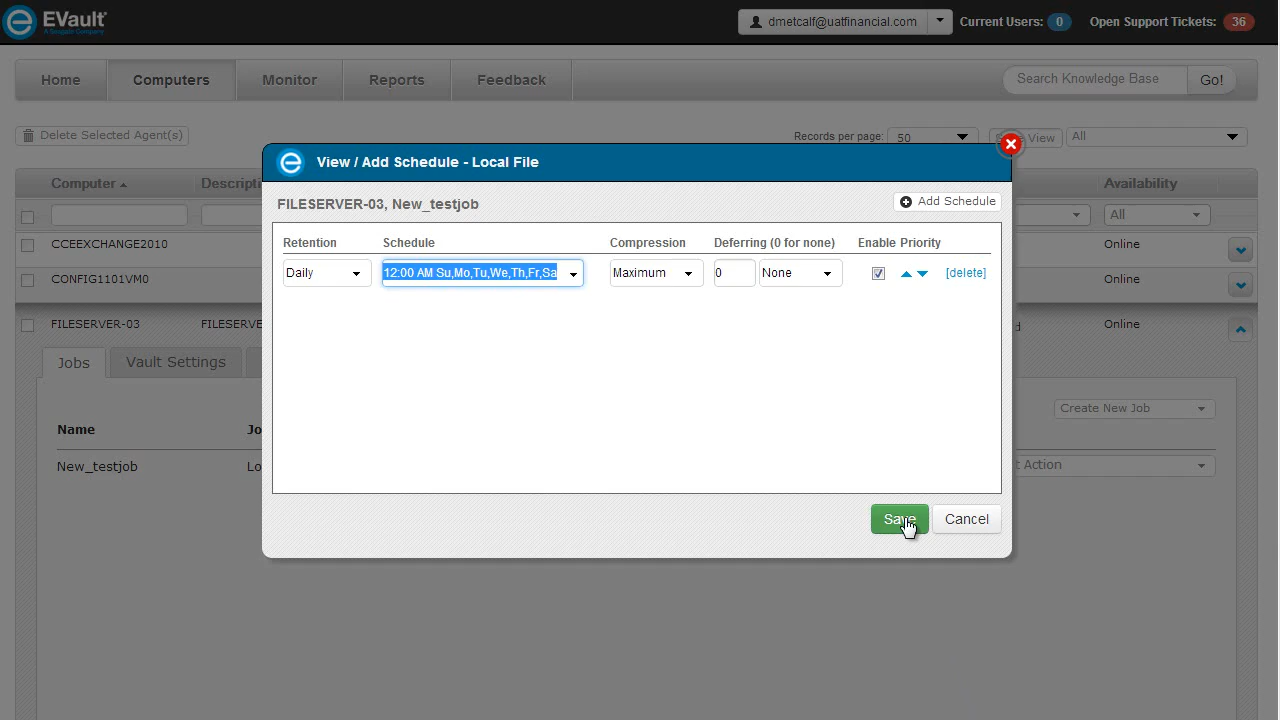 EVault
A Seagate Company
dmetcalf@uatfinancial.com
Current Users: 0
Open Support Tickets: 36
Home
Computers
Monitor
Reports
Feedback
Search Knowledge Base
Go!
Delete Selected Agent(s)
Records per page: 50
View
All
Computer
Descripti
Availability
All
CCEEXCHANGE2010
Online
CONFIG1101VM0
Online
FILESERVER-03
FILESERVE
d
Online
Jobs
Vault Settings
Create New Job
Name
Jo
New_testjob
Lo
t Action
View / Add Schedule - Local File
FILESERVER-03, New_testjob
Add Schedule
Retention Schedule Compression Deferring (0 for none) Enable Priority
Daily 12:00 AM Su,Mo,Tu,We,Th,Fr,Sa Maximum 0 None [delete]
Save
Cancel